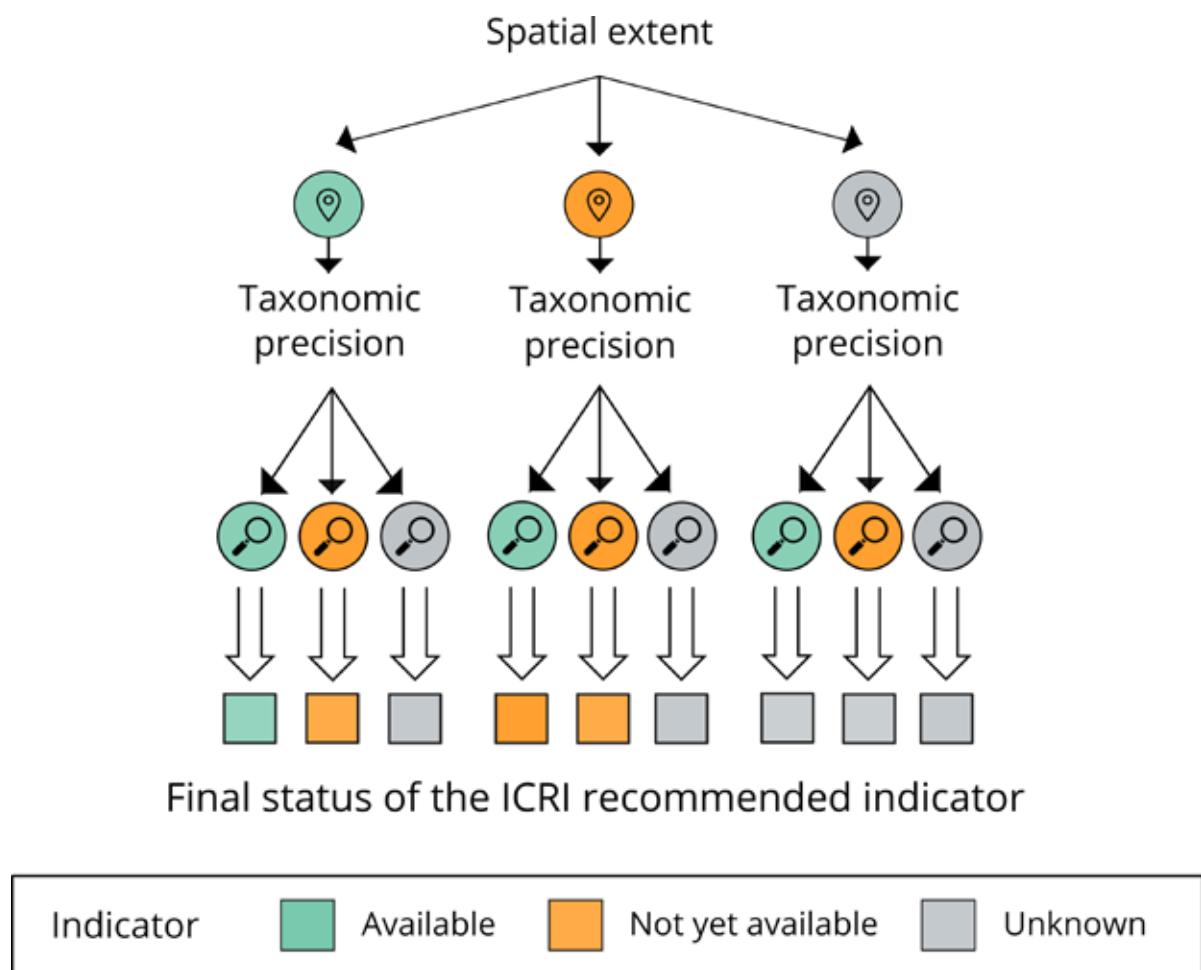 Spatial extent
Taxonomic precision
Taxonomic precision
Taxonomic precision
Final status of the ICRI recommended indicator
Indicator
Available
Not yet available
Unknown